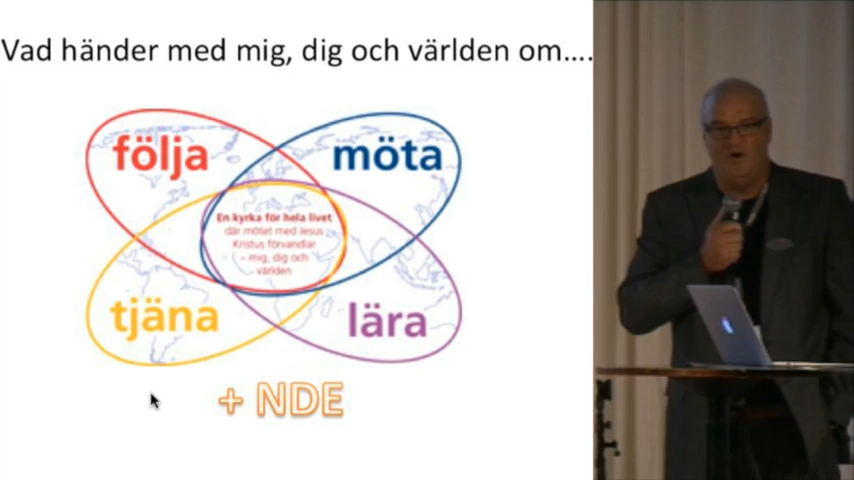 Vad händer med mig, dig och världen om....
följa
möta
En kyrka för hela livet
där mötet med Jesus
Kristus förvandlar
– mig, dig och
världen
tjäna
lära
+ NDE